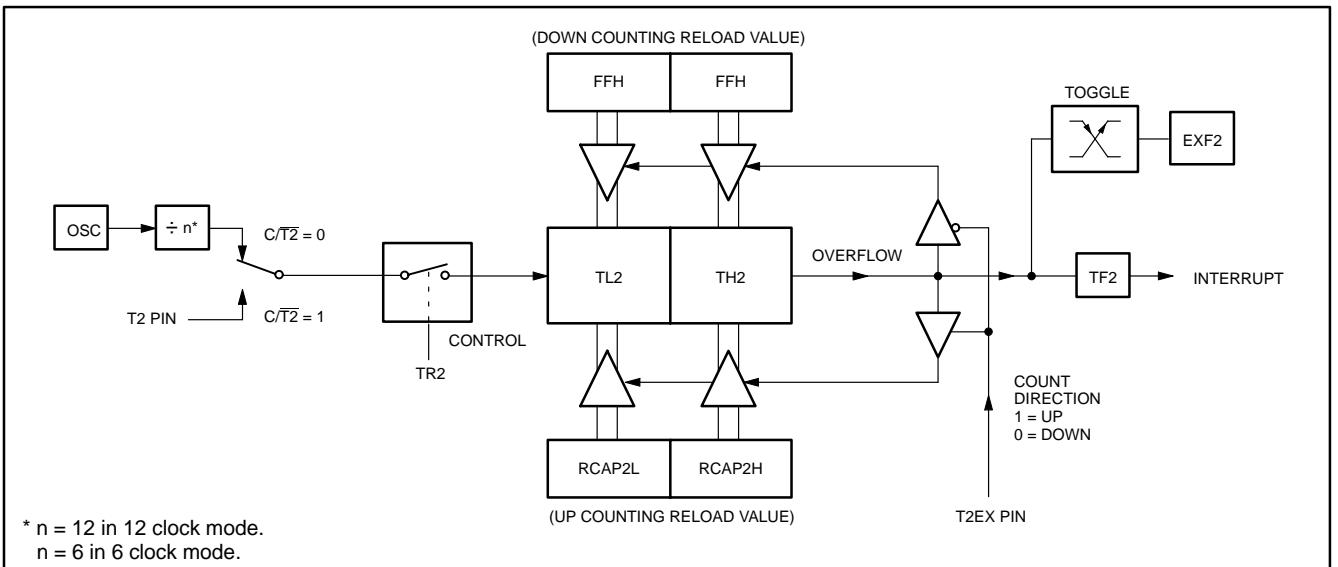 (DOWN COUNTING RELOAD VALUE)
FFH FFH
TOGGLE
EXF2
OSC ÷ n* C/T̅2̅ = 0
TL2 TH2 OVERFLOW
TF2 INTERRUPT
T2 PIN C/T̅2̅ = 1
CONTROL
TR2
COUNT
DIRECTION
1 = UP
0 = DOWN
RCAP2L RCAP2H
(UP COUNTING RELOAD VALUE) T2EX PIN
* n = 12 in 12 clock mode.
n = 6 in 6 clock mode.